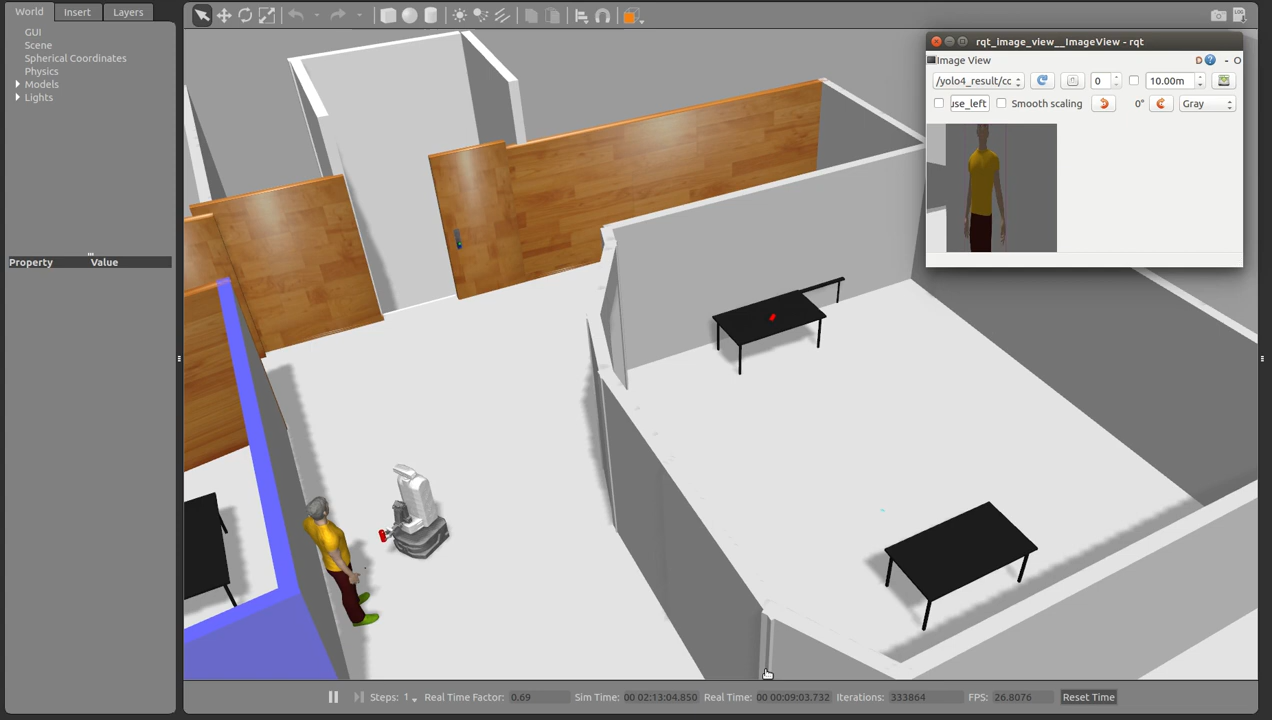 World Insert Layers
GUI
Scene
Spherical Coordinates
Physics
Models
Lights
Property Value
rqt_image_view__ImageView - rqt
Image View D - O
/yolo4_result/cc 0 10.00m
use_left Smooth scaling 0° Gray
Steps: 1 Real Time Factor: 0.69 Sim Time: 00 02:13:04.850 Real Time: 00 00:09:03.732 Iterations: 333864 FPS: 26.8076 Reset Time